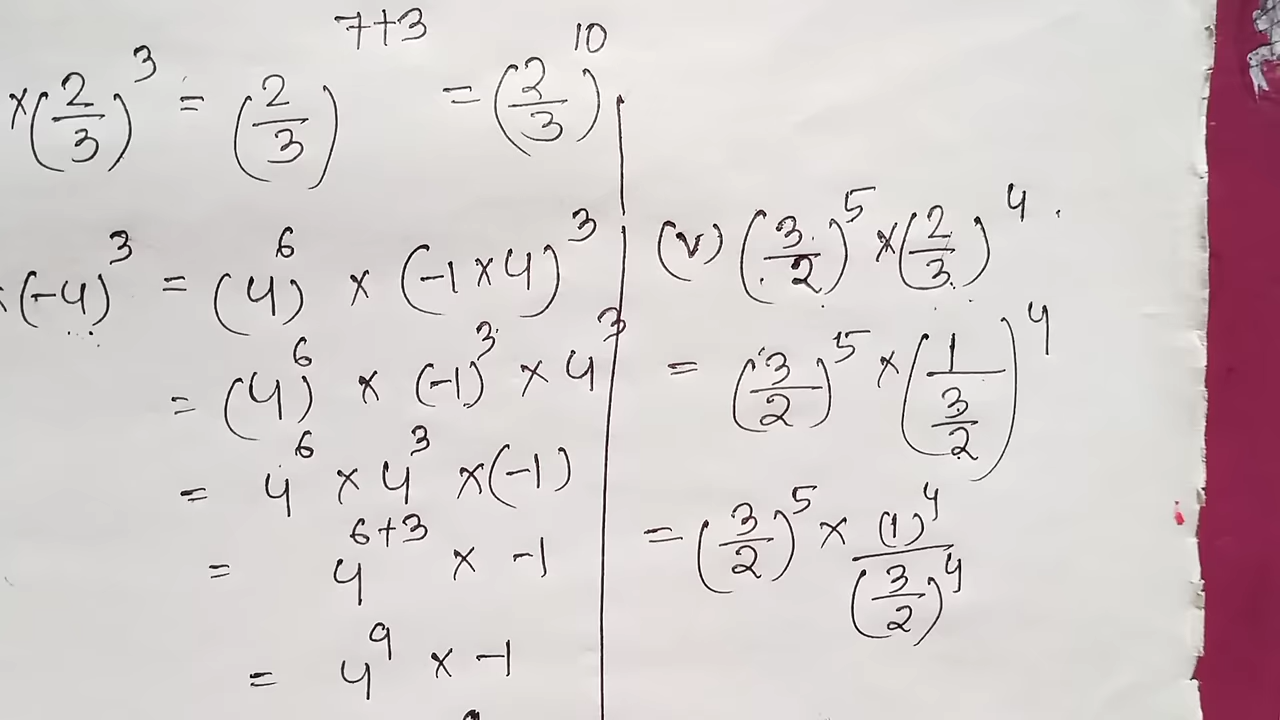 ×(2/3)^3 = (2/3)^7+3 = (2/3)^10
(-4)^3 = (4)^6 × (-1×4)^3
= (4)^6 × (-1)^3 × 4^3
= 4^6 × 4^3 × (-1)
= 4^6+3 × -1
= 4^9 × -1
(v) (3/2)^5 × (2/3)^4
= (3/2)^5 × (1/(3/2))^4
= (3/2)^5 × (1)^4/(3/2)^4